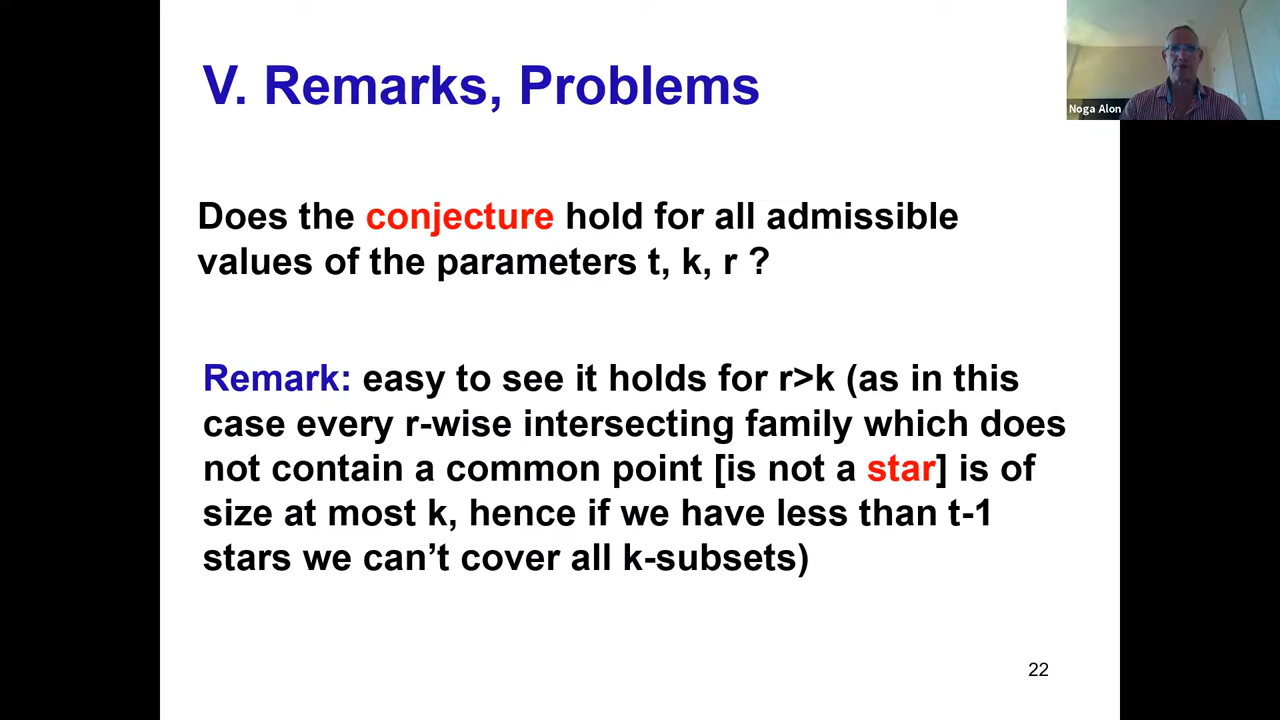 V. Remarks, Problems
Noga Alon
Does the conjecture hold for all admissible
values of the parameters t, k, r ?
Remark: easy to see it holds for r>k (as in this
case every r-wise intersecting family which does
not contain a common point [is not a star] is of
size at most k, hence if we have less than t-1
stars we can’t cover all k-subsets)
22